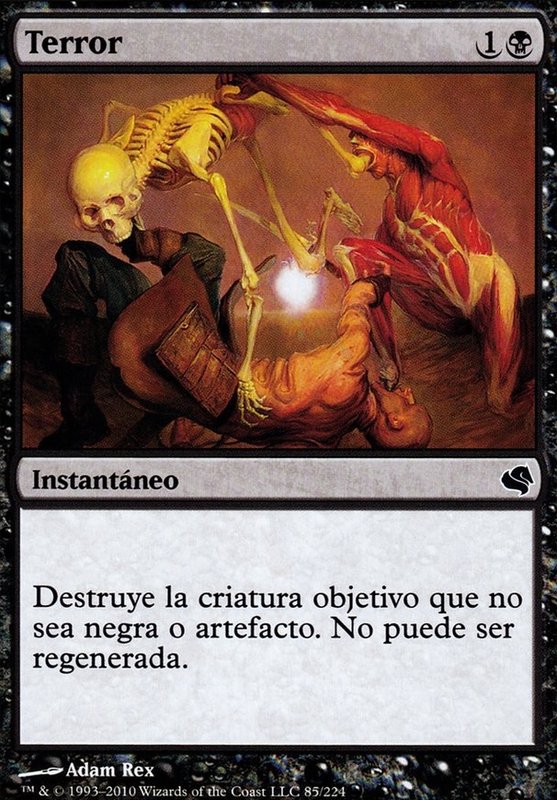 Terror 1
Instantáneo
Destruye la criatura objetivo que no
sea negra o artefacto. No puede ser
regenerada.
Adam Rex
™ & © 1993–2010 Wizards of the Coast LLC 85/224